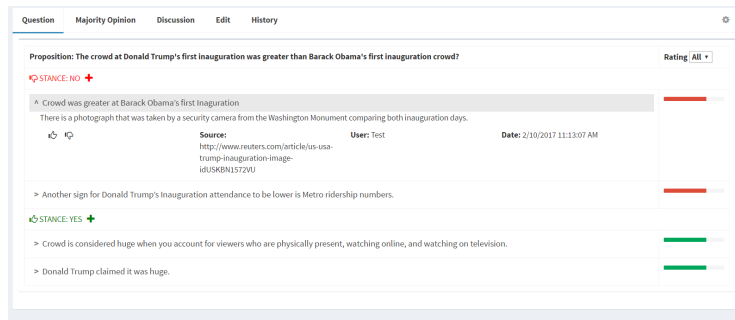 Question Majority Opinion Discussion Edit History
Proposition: The crowd at Donald Trump's first inauguration was greater than Barack Obama's first inauguration crowd? Rating All
STANCE: NO
Crowd was greater at Barack Obama's first Inaguration
There is a photograph that was taken by a security camera from the Washington Monument comparing both inauguration days.
Source: User: Test Date: 2/10/2017 11:13:07 AM
http://www.reuters.com/article/us-usa-
trump-inauguration-image-
idUSKBN1572VU
> Another sign for Donald Trump's Inauguration attendance to be lower is Metro ridership numbers.
STANCE: YES
> Crowd is considered huge when you account for viewers who are physically present, watching online, and watching on television.
> Donald Trump claimed it was huge.